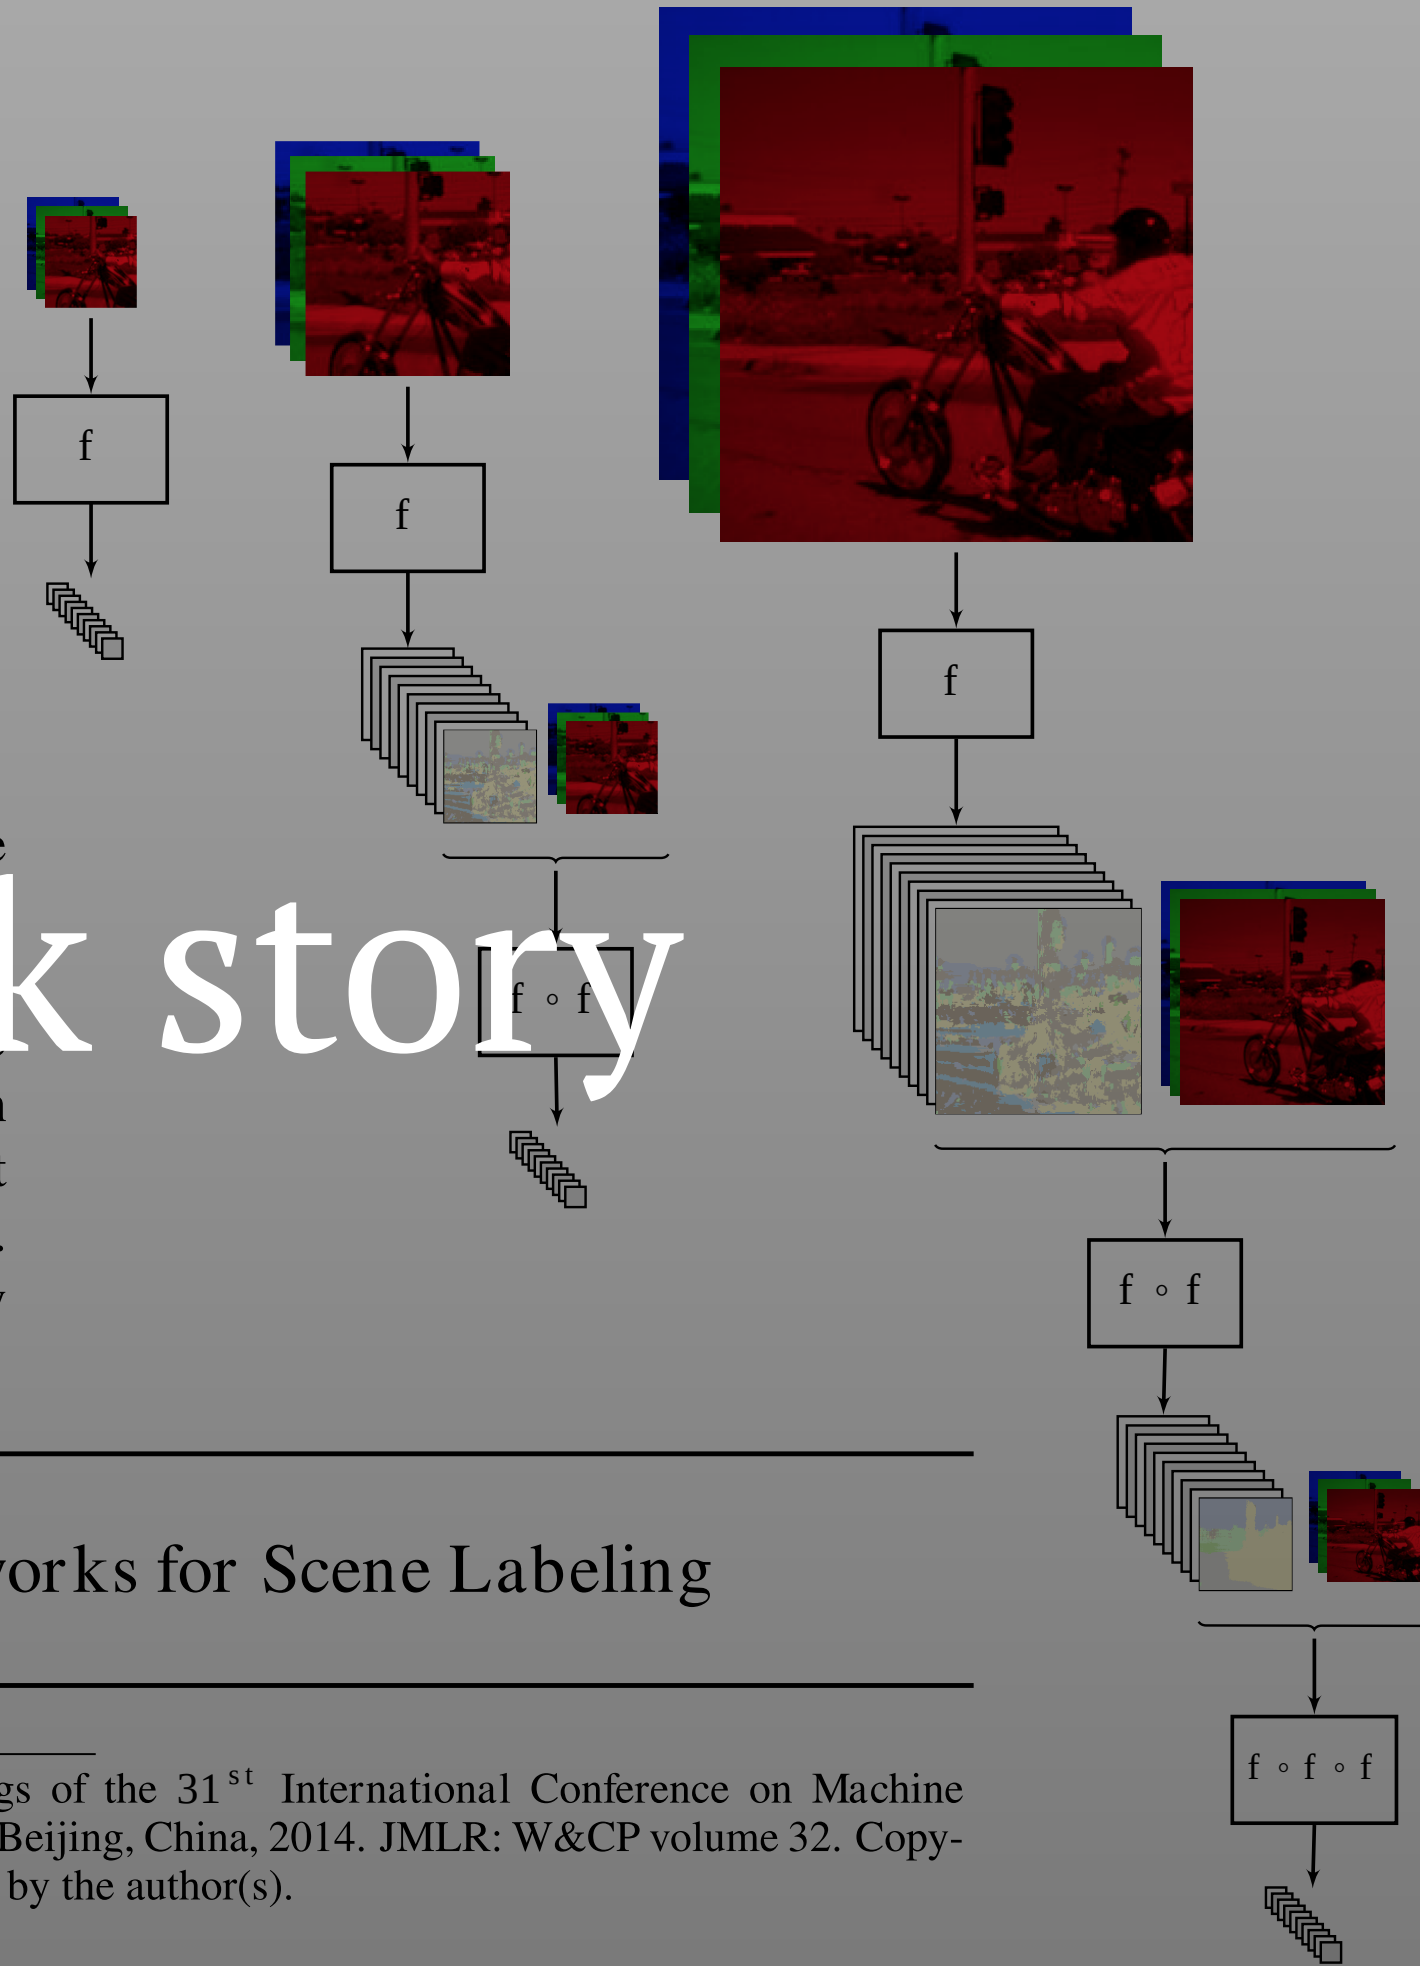 f
f
f
k story
f ∘ f
f ∘ f
works for Scene Labeling
f ∘ f ∘ f
gs of the 31st International Conference on Machine
Beijing, China, 2014. JMLR: W&CP volume 32. Copy-
by the author(s).